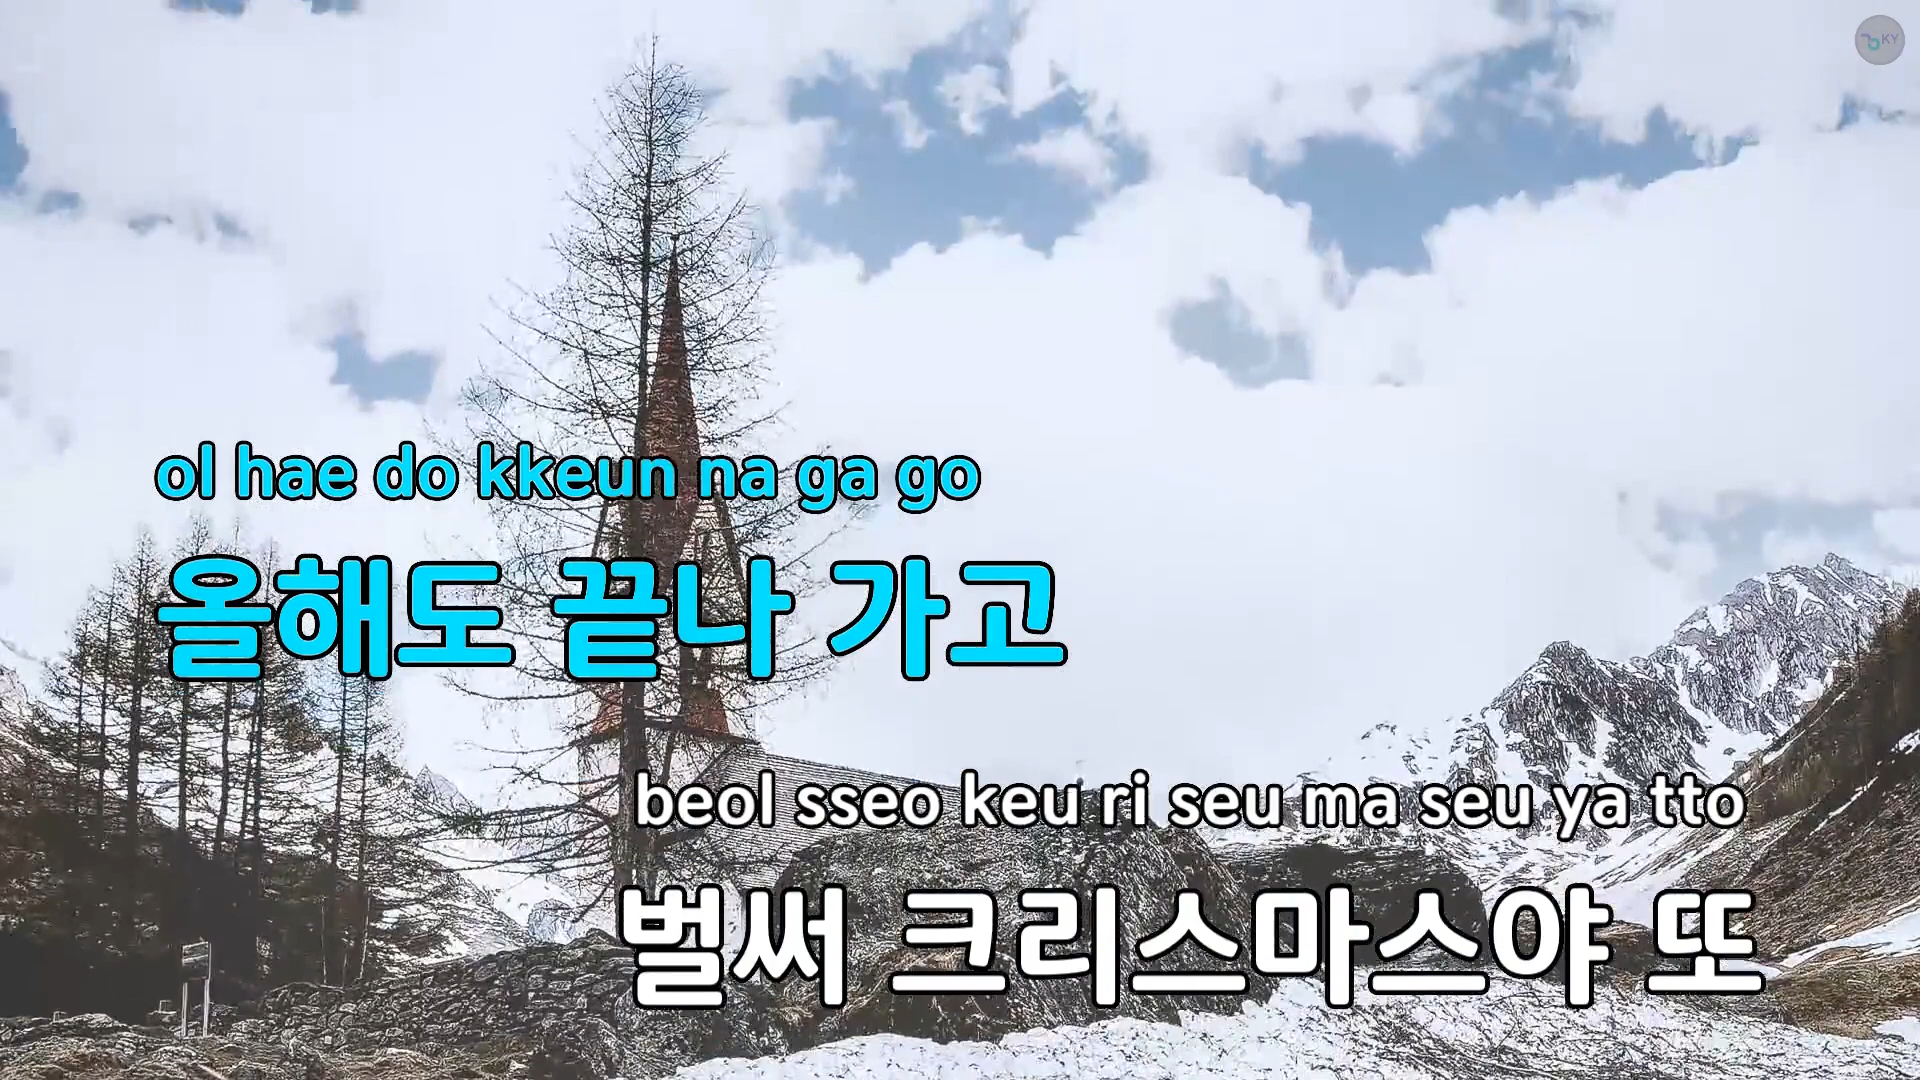 KY
ol hae do kkeun na ga go
올해도 끝나 가고
beol sseo keu ri seu ma seu ya tto
벌써 크리스마스야 또